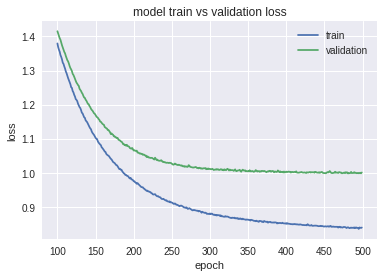 model train vs validation loss
train
validation
loss
1.4
1.3
1.2
1.1
1.0
0.9
100 150 200 250 300 350 400 450 500
epoch